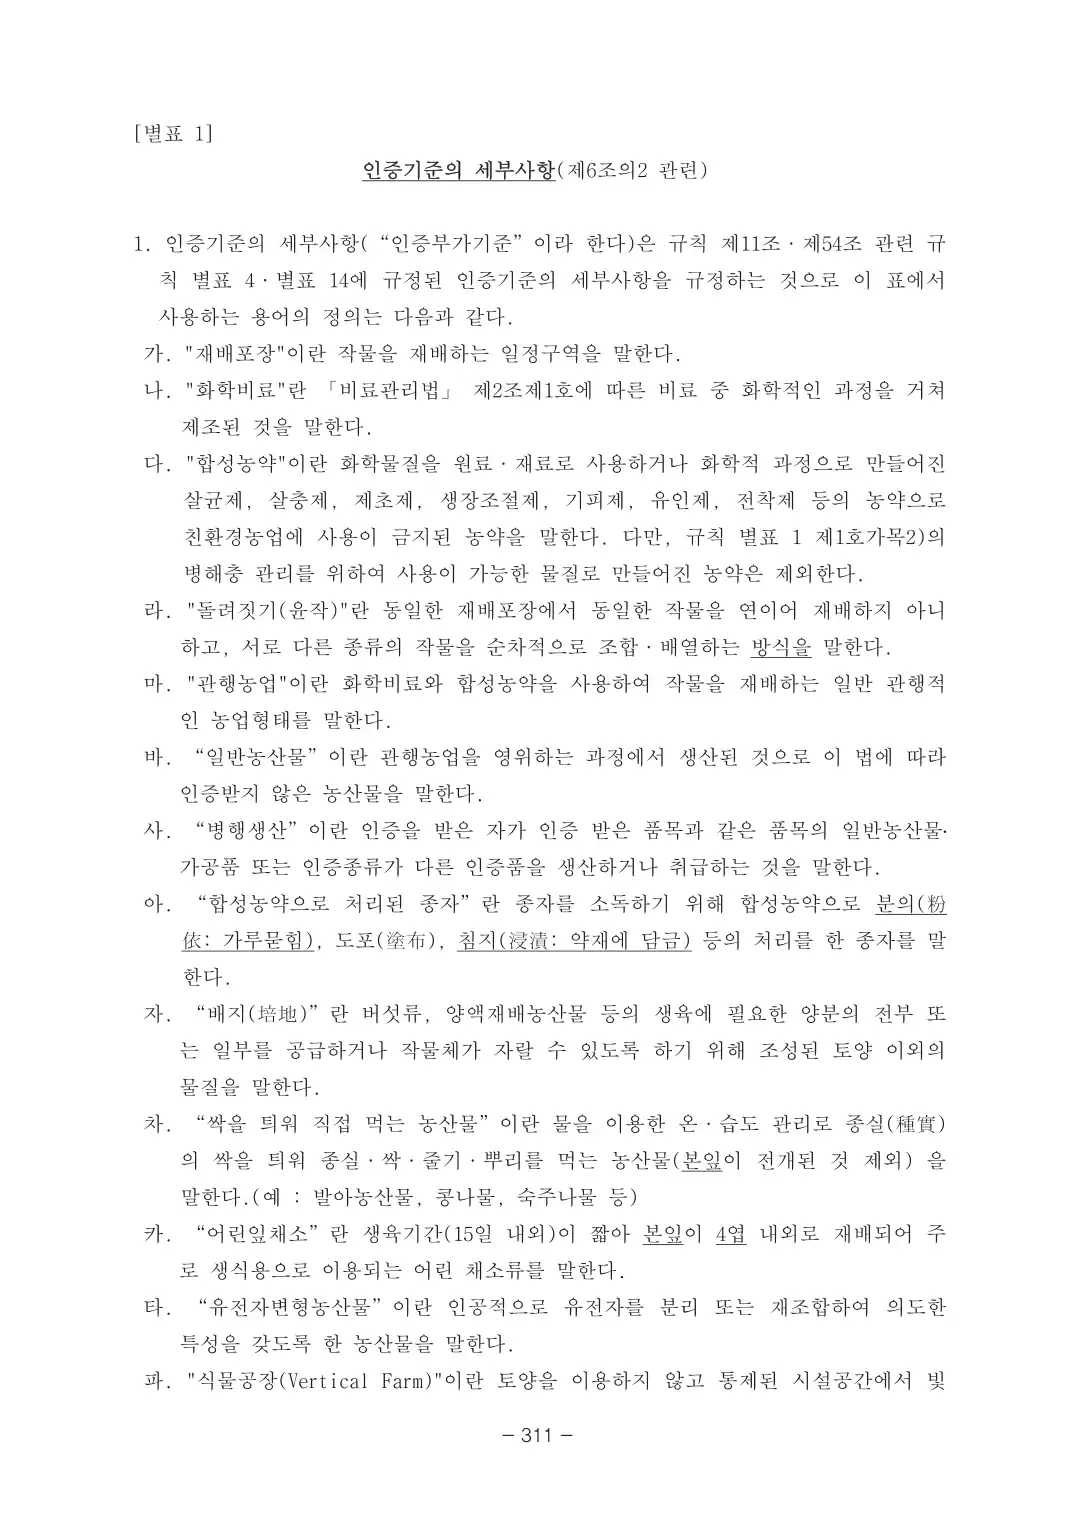 [별표 1]
인증기준의 세부사항(제6조의2 관련)
1. 인증기준의 세부사항( “인증부가기준”이라 한다)은 규칙 제11조ㆍ제54조 관련 규
칙 별표 4ㆍ별표 14에 규정된 인증기준의 세부사항을 규정하는 것으로 이 표에서
사용하는 용어의 정의는 다음과 같다.
가. "재배포장"이란 작물을 재배하는 일정구역을 말한다.
나. "화학비료"란 「비료관리법」 제2조제1호에 따른 비료 중 화학적인 과정을 거쳐
제조된 것을 말한다.
다. "합성농약"이란 화학물질을 원료ㆍ재료로 사용하거나 화학적 과정으로 만들어진
살균제, 살충제, 제초제, 생장조절제, 기피제, 유인제, 전착제 등의 농약으로
친환경농업에 사용이 금지된 농약을 말한다. 다만, 규칙 별표 1 제1호가목2)의
병해충 관리를 위하여 사용이 가능한 물질로 만들어진 농약은 제외한다.
라. "돌려짓기(윤작)"란 동일한 재배포장에서 동일한 작물을 연이어 재배하지 아니
하고, 서로 다른 종류의 작물을 순차적으로 조합ㆍ배열하는 방식을 말한다.
마. "관행농업"이란 화학비료와 합성농약을 사용하여 작물을 재배하는 일반 관행적
인 농업형태를 말한다.
바. “일반농산물”이란 관행농업을 영위하는 과정에서 생산된 것으로 이 법에 따라
인증받지 않은 농산물을 말한다.
사. “병행생산”이란 인증을 받은 자가 인증 받은 품목과 같은 품목의 일반농산물·
가공품 또는 인증종류가 다른 인증품을 생산하거나 취급하는 것을 말한다.
아. “합성농약으로 처리된 종자”란 종자를 소독하기 위해 합성농약으로 분의(粉
依: 가루묻힘), 도포(塗布), 침지(浸漬: 약재에 담금) 등의 처리를 한 종자를 말
한다.
자. “배지(培地)”란 버섯류, 양액재배농산물 등의 생육에 필요한 양분의 전부 또
는 일부를 공급하거나 작물체가 자랄 수 있도록 하기 위해 조성된 토양 이외의
물질을 말한다.
차. “싹을 틔워 직접 먹는 농산물”이란 물을 이용한 온ㆍ습도 관리로 종실(種實)
의 싹을 틔워 종실ㆍ싹ㆍ줄기ㆍ뿌리를 먹는 농산물(본잎이 전개된 것 제외) 을
말한다.(예 : 발아농산물, 콩나물, 숙주나물 등)
카. “어린잎채소”란 생육기간(15일 내외)이 짧아 본잎이 4엽 내외로 재배되어 주
로 생식용으로 이용되는 어린 채소류를 말한다.
타. “유전자변형농산물”이란 인공적으로 유전자를 분리 또는 재조합하여 의도한
특성을 갖도록 한 농산물을 말한다.
파. "식물공장(Vertical Farm)"이란 토양을 이용하지 않고 통제된 시설공간에서 빛
– 311 –